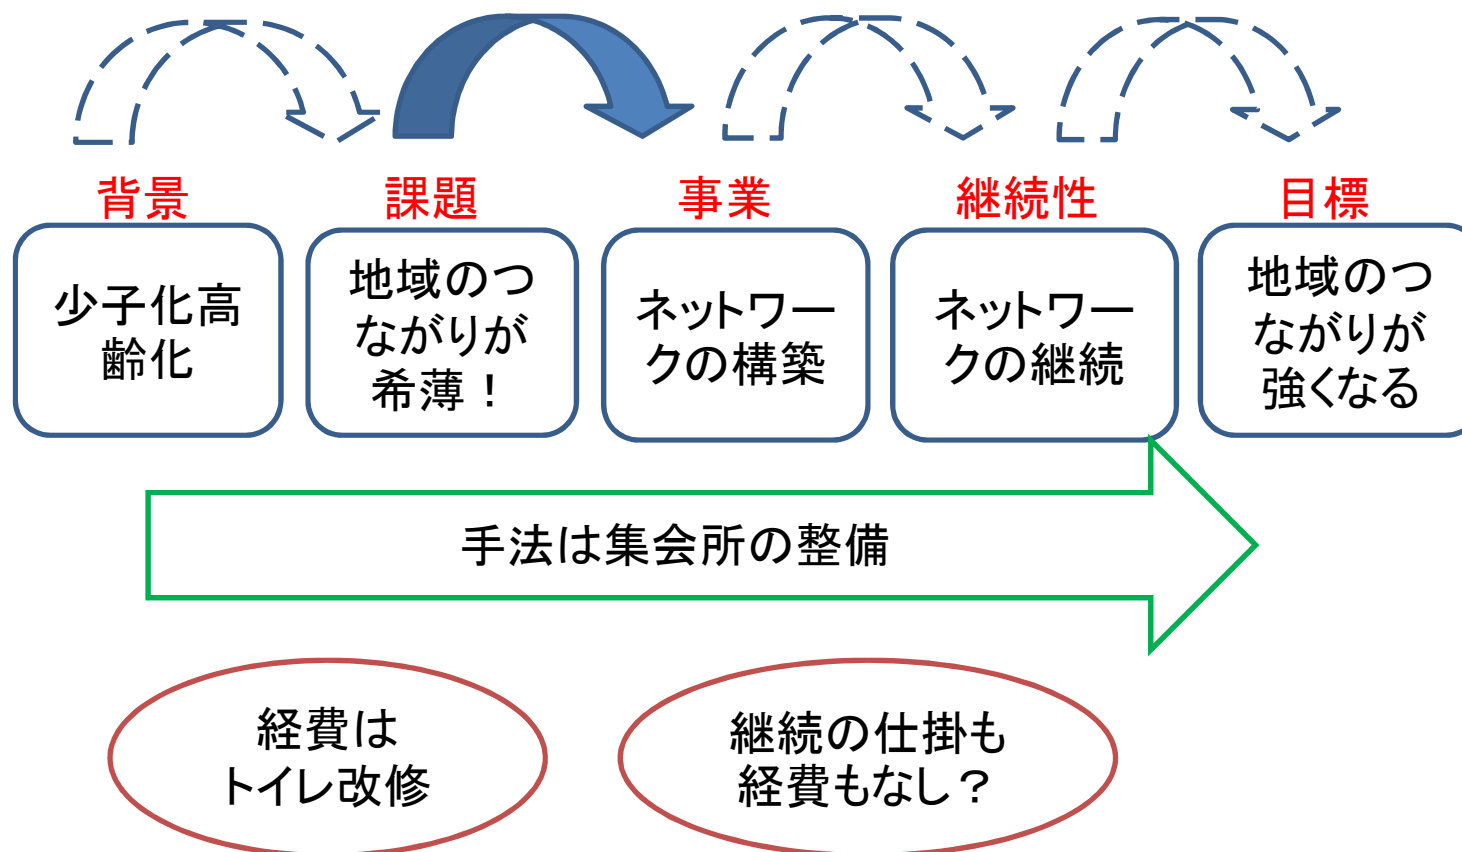 背景
課題
事業
継続性
目標
少子化高
齢化
地域のつ
ながりが
希薄！
ネットワー
クの構築
ネットワー
クの継続
地域のつ
ながりが
強くなる
手法は集会所の整備
経費は
トイレ改修
継続の仕掛も
経費もなし？